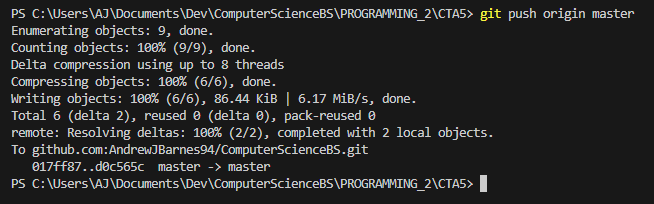 PS C:\Users\AJ\Documents\Dev\ComputerScienceBS\PROGRAMMING_2\CTA5> git push origin master
Enumerating objects: 9, done.
Counting objects: 100% (9/9), done.
Delta compression using up to 8 threads
Compressing objects: 100% (6/6), done.
Writing objects: 100% (6/6), 86.44 KiB | 6.17 MiB/s, done.
Total 6 (delta 2), reused 0 (delta 0), pack-reused 0
remote: Resolving deltas: 100% (2/2), completed with 2 local objects.
To github.com:AndrewJBarnes94/ComputerScienceBS.git
   017ff87..d0c565c  master -> master
PS C:\Users\AJ\Documents\Dev\ComputerScienceBS\PROGRAMMING_2\CTA5>